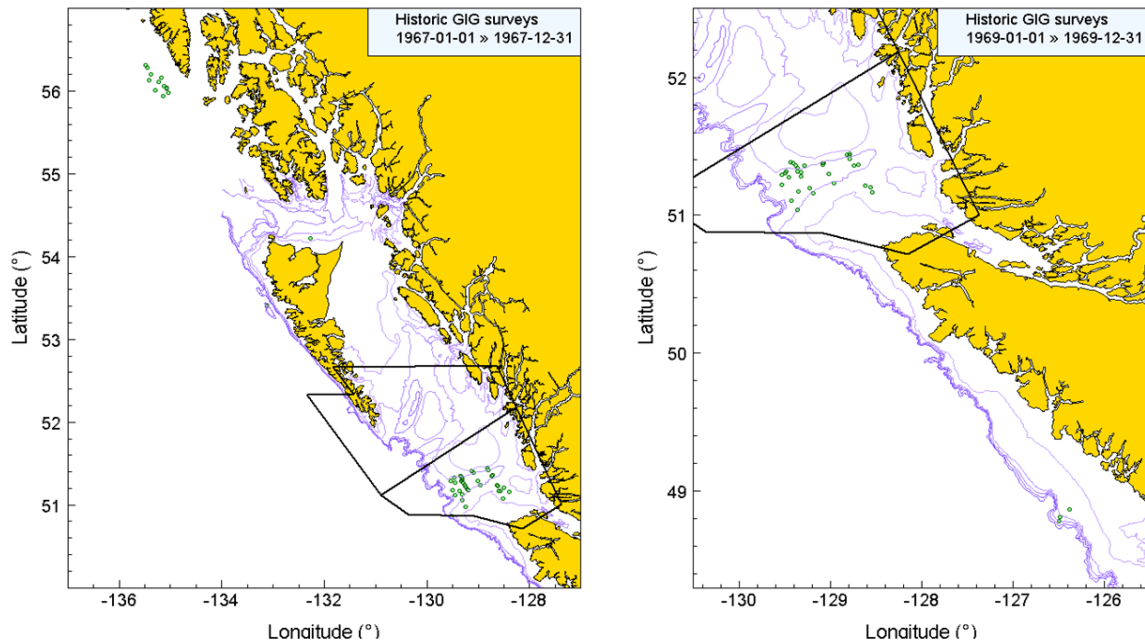 Historic GIG surveys
1967-01-01 » 1967-12-31
56
55
54
53
52
51
Latitude (°)
-136
-134
-132
-130
-128
Longitude (°)
Historic GIG surveys
1969-01-01 » 1969-12-31
52
51
50
49
Latitude (°)
-130
-129
-128
-127
-126
Longitude (°)